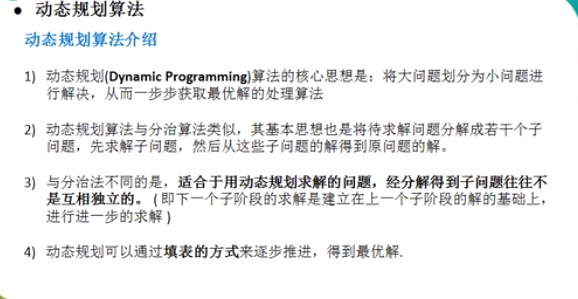 • 动态规划算法
动态规划算法介绍
1) 动态规划(Dynamic Programming)算法的核心思想是：将大问题划分为小问题进
行解决，从而一步步获取最优解的处理算法
2) 动态规划算法与分治算法类似，其基本思想也是将待求解问题分解成若干个子
问题，先求解子问题，然后从这些子问题的解得到原问题的解。
3) 与分治法不同的是，适合于用动态规划求解的问题，经分解得到子问题往往不
是互相独立的。 ( 即下一个子阶段的求解是建立在上一个子阶段的解的基础上，
进行进一步的求解 )
4) 动态规划可以通过填表的方式来逐步推进，得到最优解.